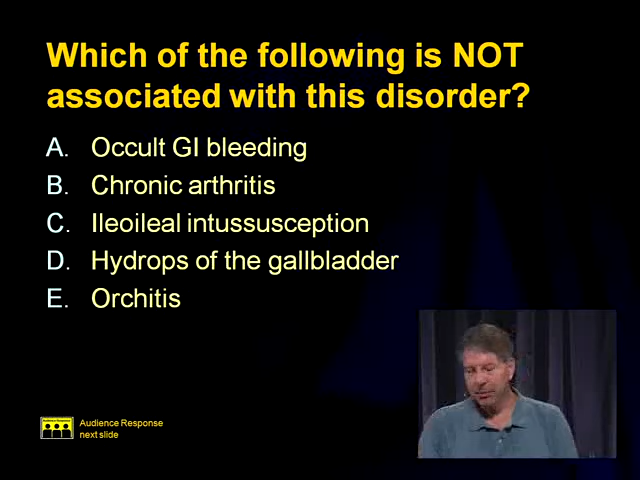 Which of the following is NOT
associated with this disorder?
A. Occult GI bleeding
B. Chronic arthritis
C. Ileoileal intussusception
D. Hydrops of the gallbladder
E. Orchitis
Audience Response
next slide